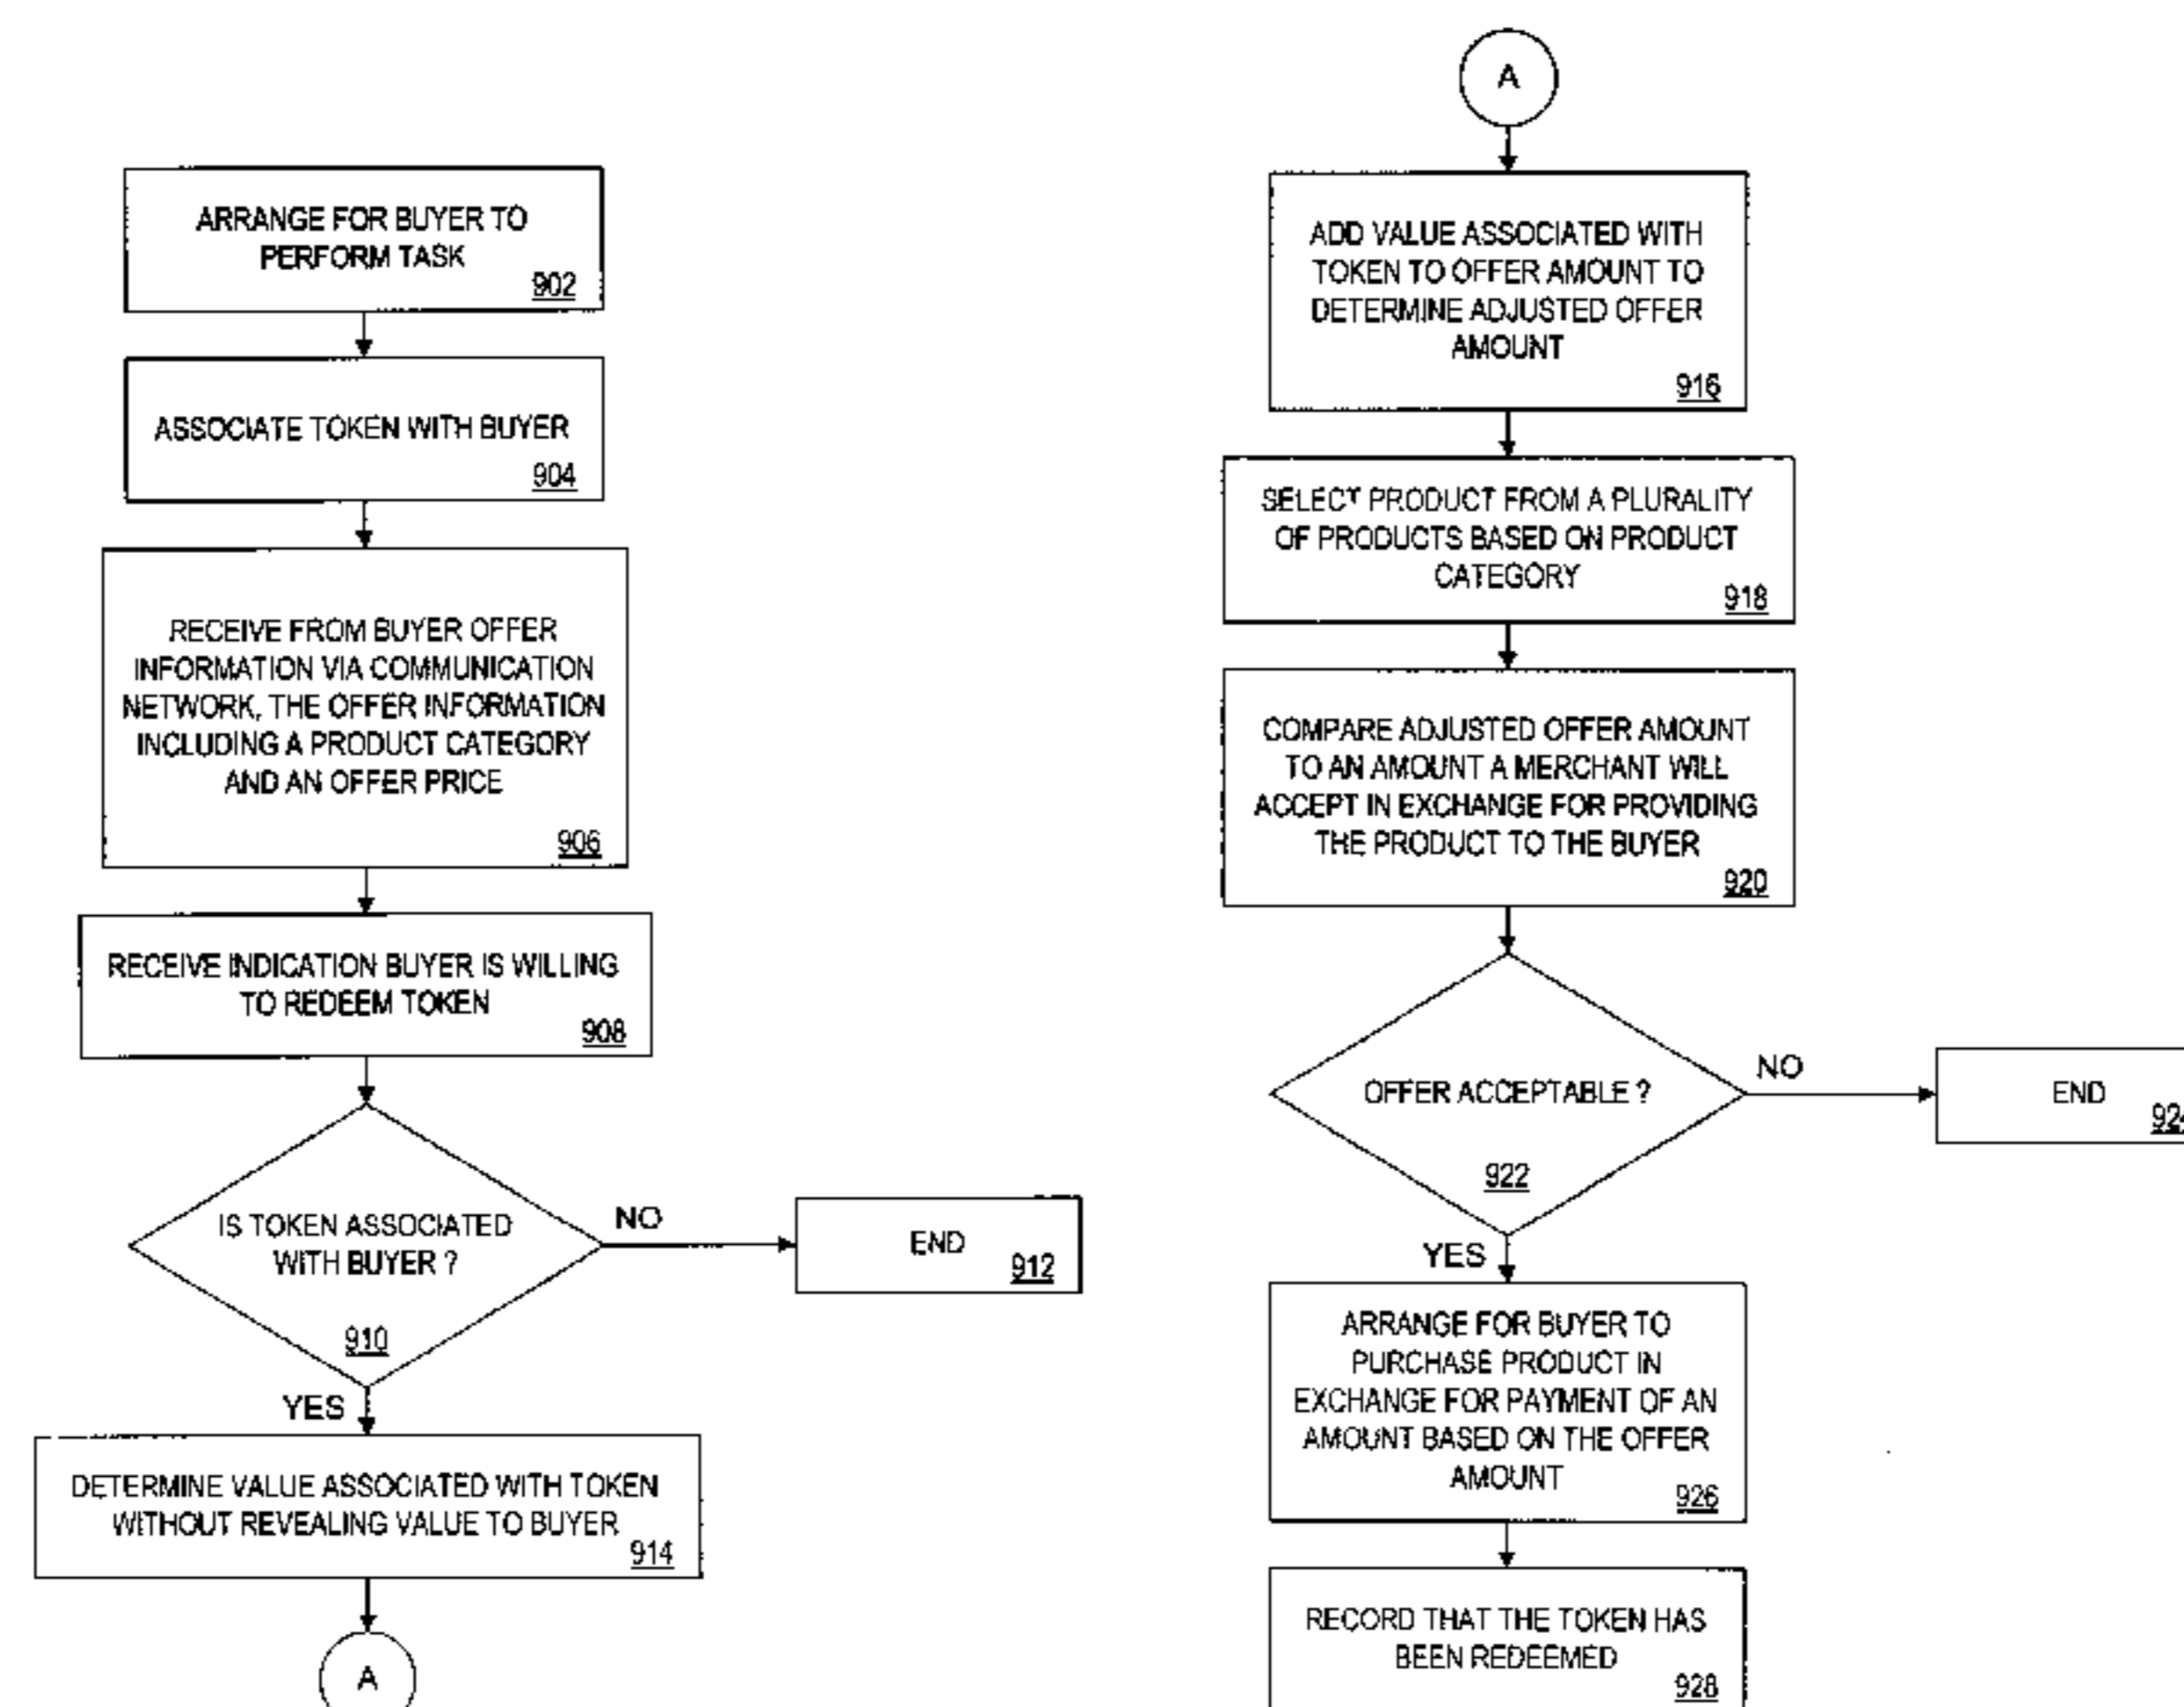 ARRANGE FOR BUYER TO
PERFORM TASK
902
ASSOCIATE TOKEN WITH BUYER
904
RECEIVE FROM BUYER OFFER
INFORMATION VIA COMMUNICATION
NETWORK, THE OFFER INFORMATION
INCLUDING A PRODUCT CATEGORY
AND AN OFFER PRICE
906
RECEIVE INDICATION BUYER IS WILLING
TO REDEEM TOKEN
908
IS TOKEN ASSOCIATED
WITH BUYER ?
910
NO
END
912
YES
DETERMINE VALUE ASSOCIATED WITH TOKEN
WITHOUT REVEALING VALUE TO BUYER
914
A
A
ADD VALUE ASSOCIATED WITH
TOKEN TO OFFER AMOUNT TO
DETERMINE ADJUSTED OFFER
AMOUNT
916
SELECT PRODUCT FROM A PLURALITY
OF PRODUCTS BASED ON PRODUCT
CATEGORY
918
COMPARE ADJUSTED OFFER AMOUNT
TO AN AMOUNT A MERCHANT WILL
ACCEPT IN EXCHANGE FOR PROVIDING
THE PRODUCT TO THE BUYER
920
OFFER ACCEPTABLE ?
922
NO
END
YES
ARRANGE FOR BUYER TO
PURCHASE PRODUCT IN
EXCHANGE FOR PAYMENT OF AN
AMOUNT BASED ON THE OFFER
AMOUNT
926
RECORD THAT THE TOKEN HAS
BEEN REDEEMED
928